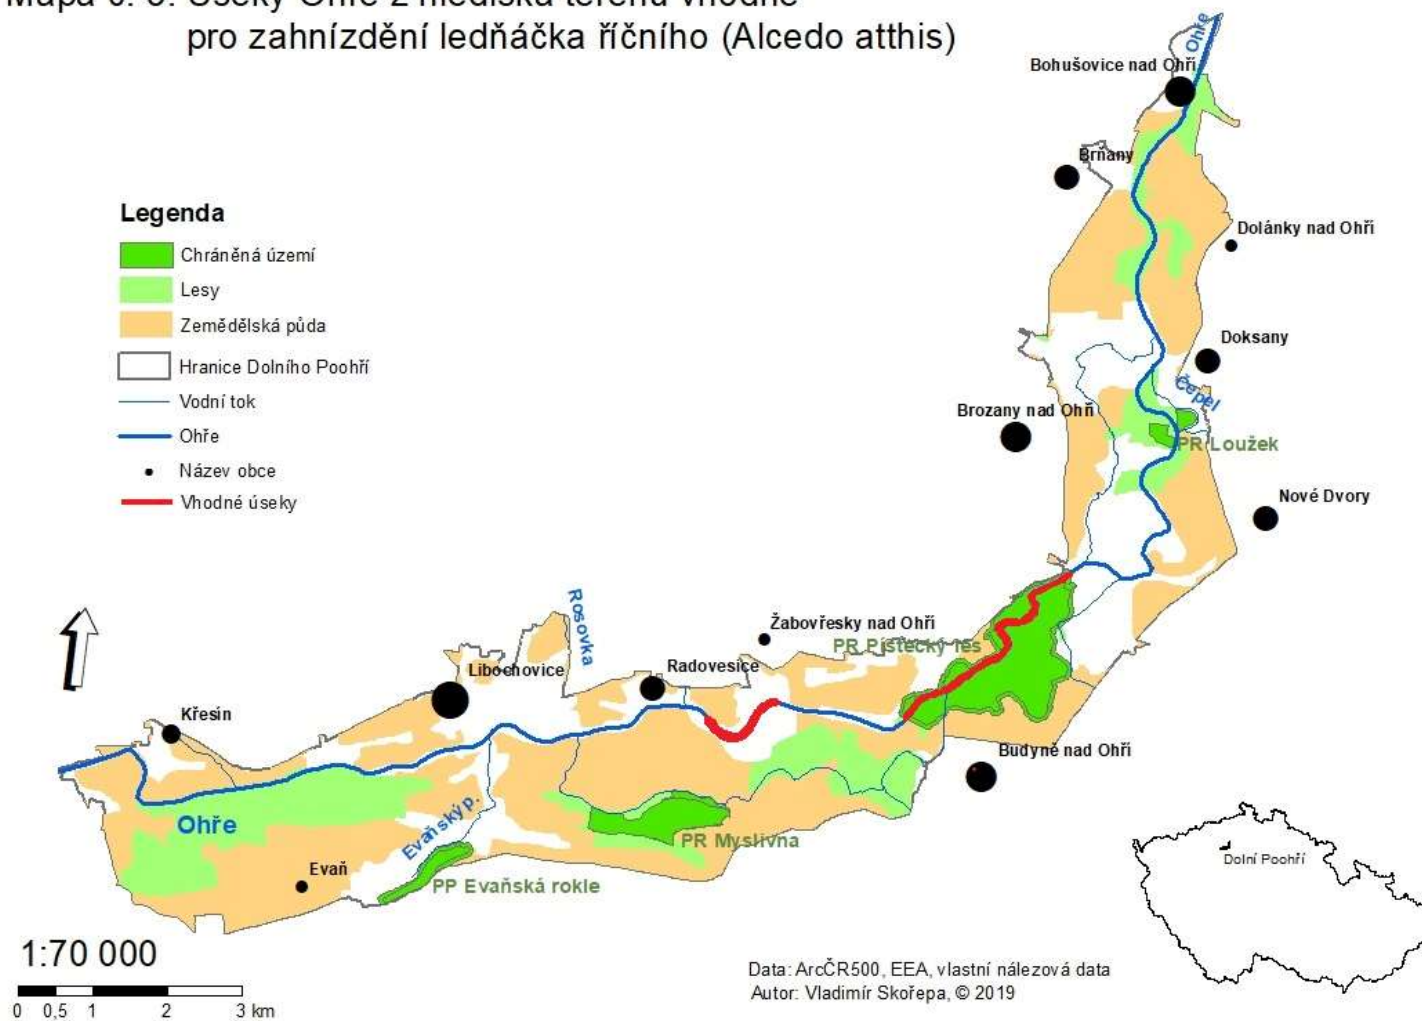 pro zahnízdění ledňáčka říčního (Alcedo atthis)
Ohře
Bohušovice nad Ohří
Brňany
Dolánky nad Ohří
Doksany
Čepel
Brozany nad Ohří
PR Loužek
Nové Dvory
Legenda
Chráněná území
Lesy
Zemědělská půda
Hranice Dolního Poohří
Vodní tok
Ohře
Název obce
Vhodné úseky
Rosovka
Žabovřesky nad Ohří
PR Pístecký les
Libochovice
Radovesice
Křesín
Budyně nad Ohří
Ohře
Evaňský p.
PR Myslivna
Evaň
PP Evaňská rokle
Dolní Poohří
1:70 000
0 0,5 1 2 3 km
Data: ArcČR500, EEA, vlastní nálezová data
Autor: Vladimír Skořepa, © 2019